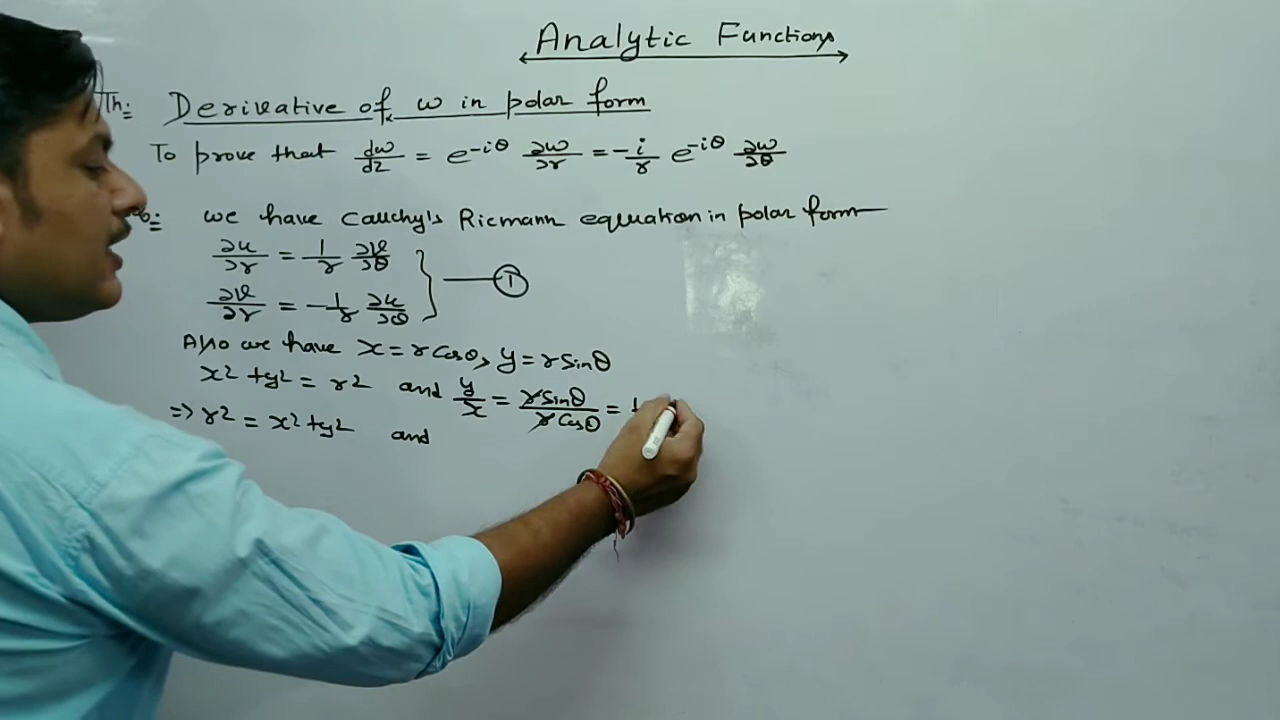 Analytic Functions
Th:
Derivative of w in polar form
To prove that dw/dz = e^-iθ ∂w/∂r = -i/r e^-iθ ∂w/∂θ
we have Cauchy's Riemann equation in polar form
∂u/∂r = 1/r ∂v/∂θ
∂v/∂r = -1/r ∂u/∂θ } — ①
Also we have x = r Cosθ, y = r Sinθ
x² + y² = r² and y/x = r Sinθ / r Cosθ =
=> r² = x² + y² and